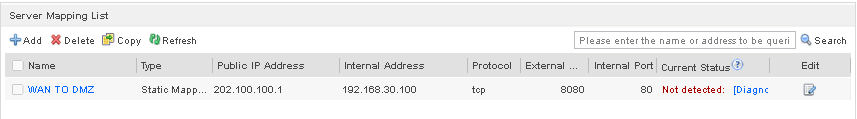 Server Mapping List
Add Delete Copy Refresh Please enter the name or address to be queri Search
Name Type Public IP Address Internal Address Protocol External ... Internal Port Current Status ? Edit
WAN TO DMZ Static Mapp... 202.100.100.1 192.168.30.100 tcp 8080 80 Not detected: [Diagnc